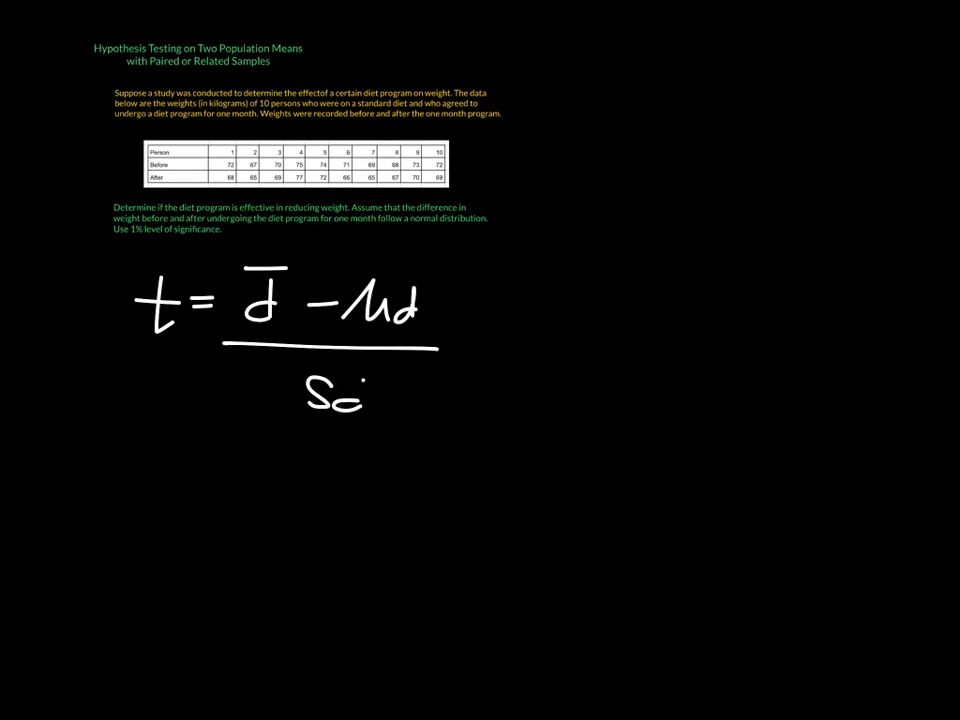 Hypothesis Testing on Two Population Means
with Paired or Related Samples
Suppose a study was conducted to determine the effectof a certain diet program on weight. The data
below are the weights (in kilograms) of 10 persons who were on a standard diet and who agreed to
undergo a diet program for one month. Weights were recorded before and after the one month program.
Person 1 2 3 4 5 6 7 8 9 10
Before 72 67 70 75 74 71 69 68 73 72
After 68 65 69 77 72 66 65 67 70 69
Determine if the diet program is effective in reducing weight. Assume that the difference in
weight before and after undergoing the diet program for one month follow a normal distribution.
Use 1% level of significance.
t = d̅ - μd
S